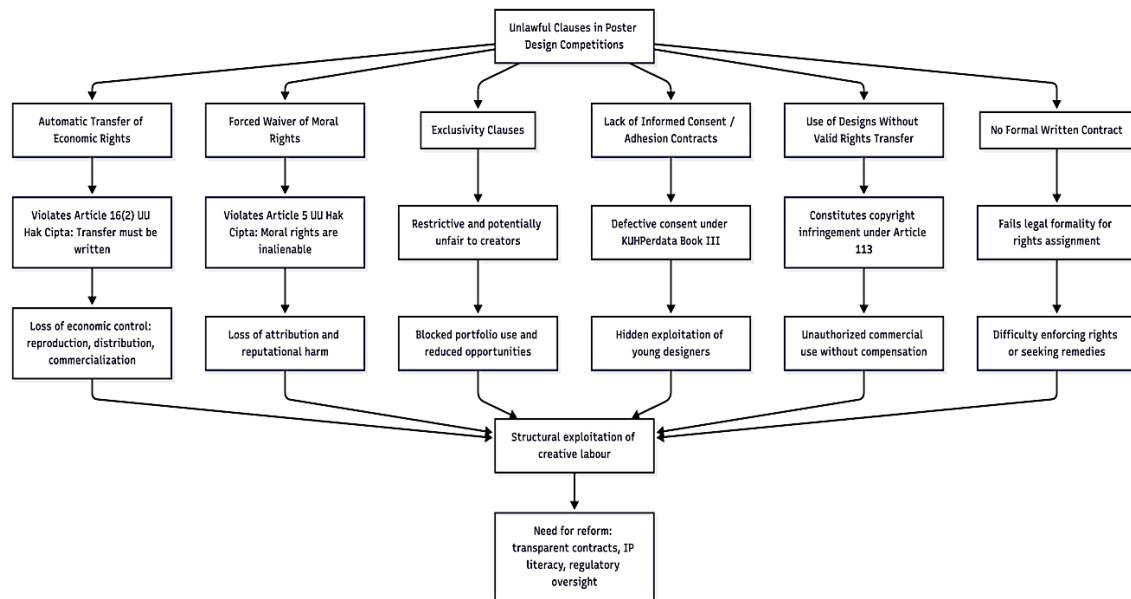 Unlawful Clauses in Poster
Design Competitions
Automatic Transfer of
Economic Rights
Forced Waiver of Moral
Rights
Exclusivity Clauses
Lack of Informed Consent /
Adhesion Contracts
Use of Designs Without
Valid Rights Transfer
No Formal Written Contract
Violates Article 16(2) UU
Hak Cipta: Transfer must be
written
Violates Article 5 UU Hak
Cipta: Moral rights are
inalienable
Restrictive and potentially
unfair to creators
Defective consent under
KUHPerdata Book III
Constitutes copyright
infringement under Article
113
Fails legal formality for
rights assignment
Loss of economic control:
reproduction, distribution,
commercialization
Loss of attribution and
reputational harm
Blocked portfolio use and
reduced opportunities
Hidden exploitation of
young designers
Unauthorized commercial
use without compensation
Difficulty enforcing rights
or seeking remedies
Structural exploitation of
creative labour
Need for reform:
transparent contracts, IP
literacy, regulatory
oversight